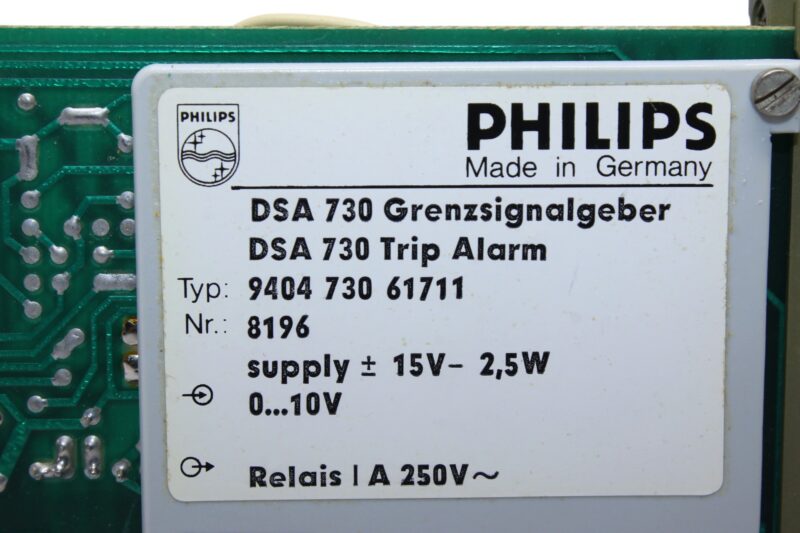 PHILIPS
PHILIPS
Made in Germany
DSA 730 Grenzsignalgeber
DSA 730 Trip Alarm
Typ: 9404 730 61711
Nr.: 8196
supply ± 15V– 2,5W
0...10V
Relais 1 A 250V~